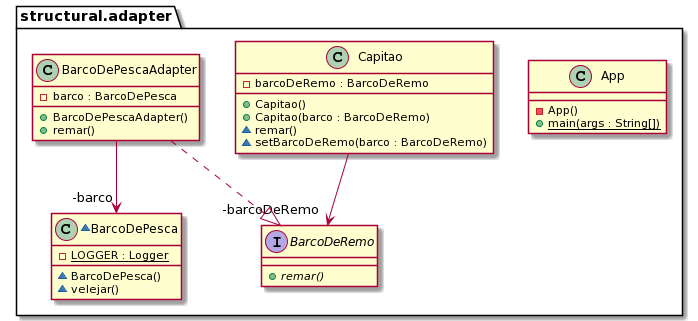 structural.adapter
C BarcoDePescaAdapter
barco : BarcoDePesca
BarcoDePescaAdapter()
remar()
C Capitao
barcoDeRemo : BarcoDeRemo
Capitao()
Capitao(barco : BarcoDeRemo)
remar()
setBarcoDeRemo(barco : BarcoDeRemo)
C App
App()
main(args : String[])
-barco
-barcoDeRemo
C BarcoDePesca
LOGGER : Logger
BarcoDePesca()
velejar()
I BarcoDeRemo
remar()